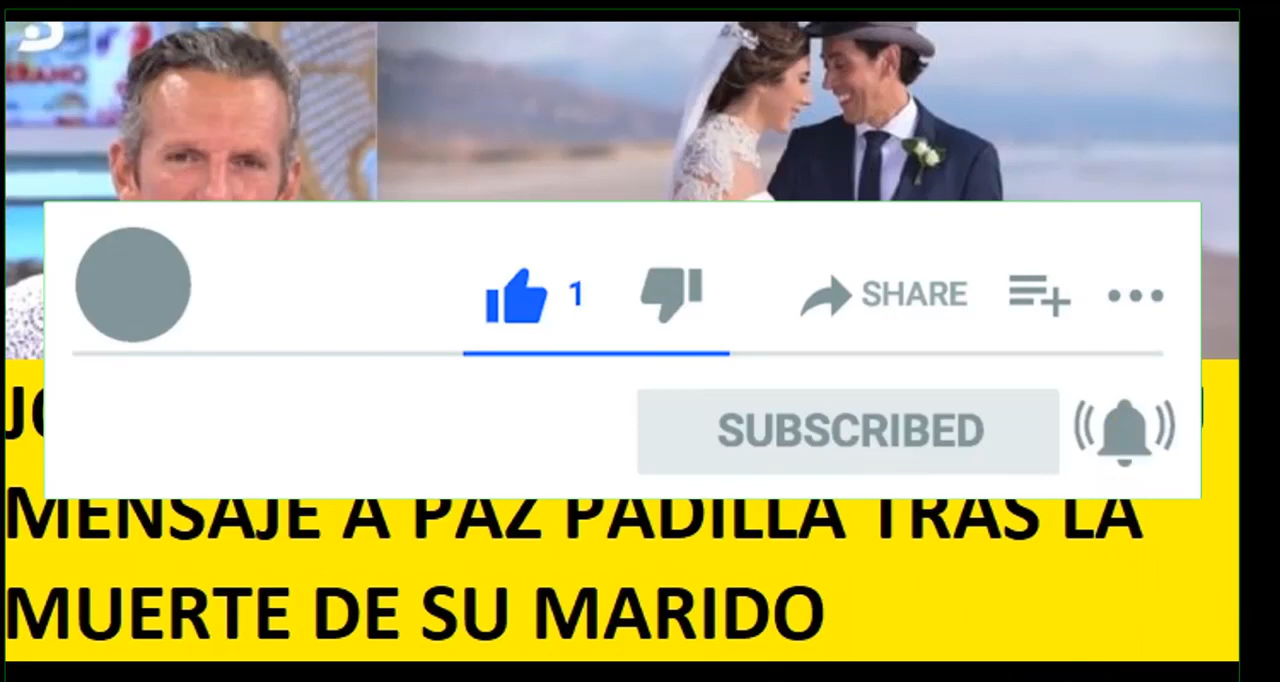 1
SHARE
SUBSCRIBED
MENSAJE A PAZ PADILLA TRAS LA
MUERTE DE SU MARIDO